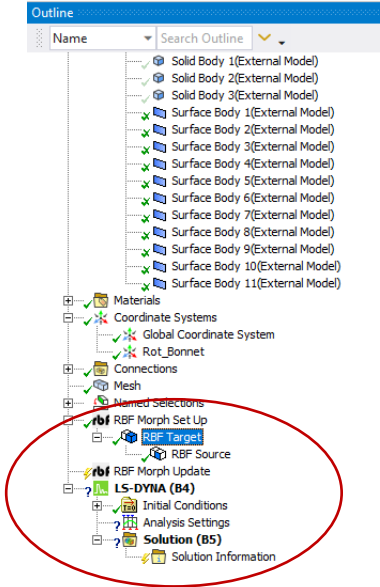 Outline
Name Search Outline
Solid Body 1(External Model)
Solid Body 2(External Model)
Solid Body 3(External Model)
Surface Body 1(External Model)
Surface Body 2(External Model)
Surface Body 3(External Model)
Surface Body 4(External Model)
Surface Body 5(External Model)
Surface Body 6(External Model)
Surface Body 7(External Model)
Surface Body 8(External Model)
Surface Body 9(External Model)
Surface Body 10(External Model)
Surface Body 11(External Model)
Materials
Coordinate Systems
Global Coordinate System
Rot_Bonnet
Connections
Mesh
Named Selections
rbf RBF Morph Set Up
RBF Target
RBF Source
rbf RBF Morph Update
? LS-DYNA (B4)
T=0 Initial Conditions
? Analysis Settings
? Solution (B5)
Solution Information